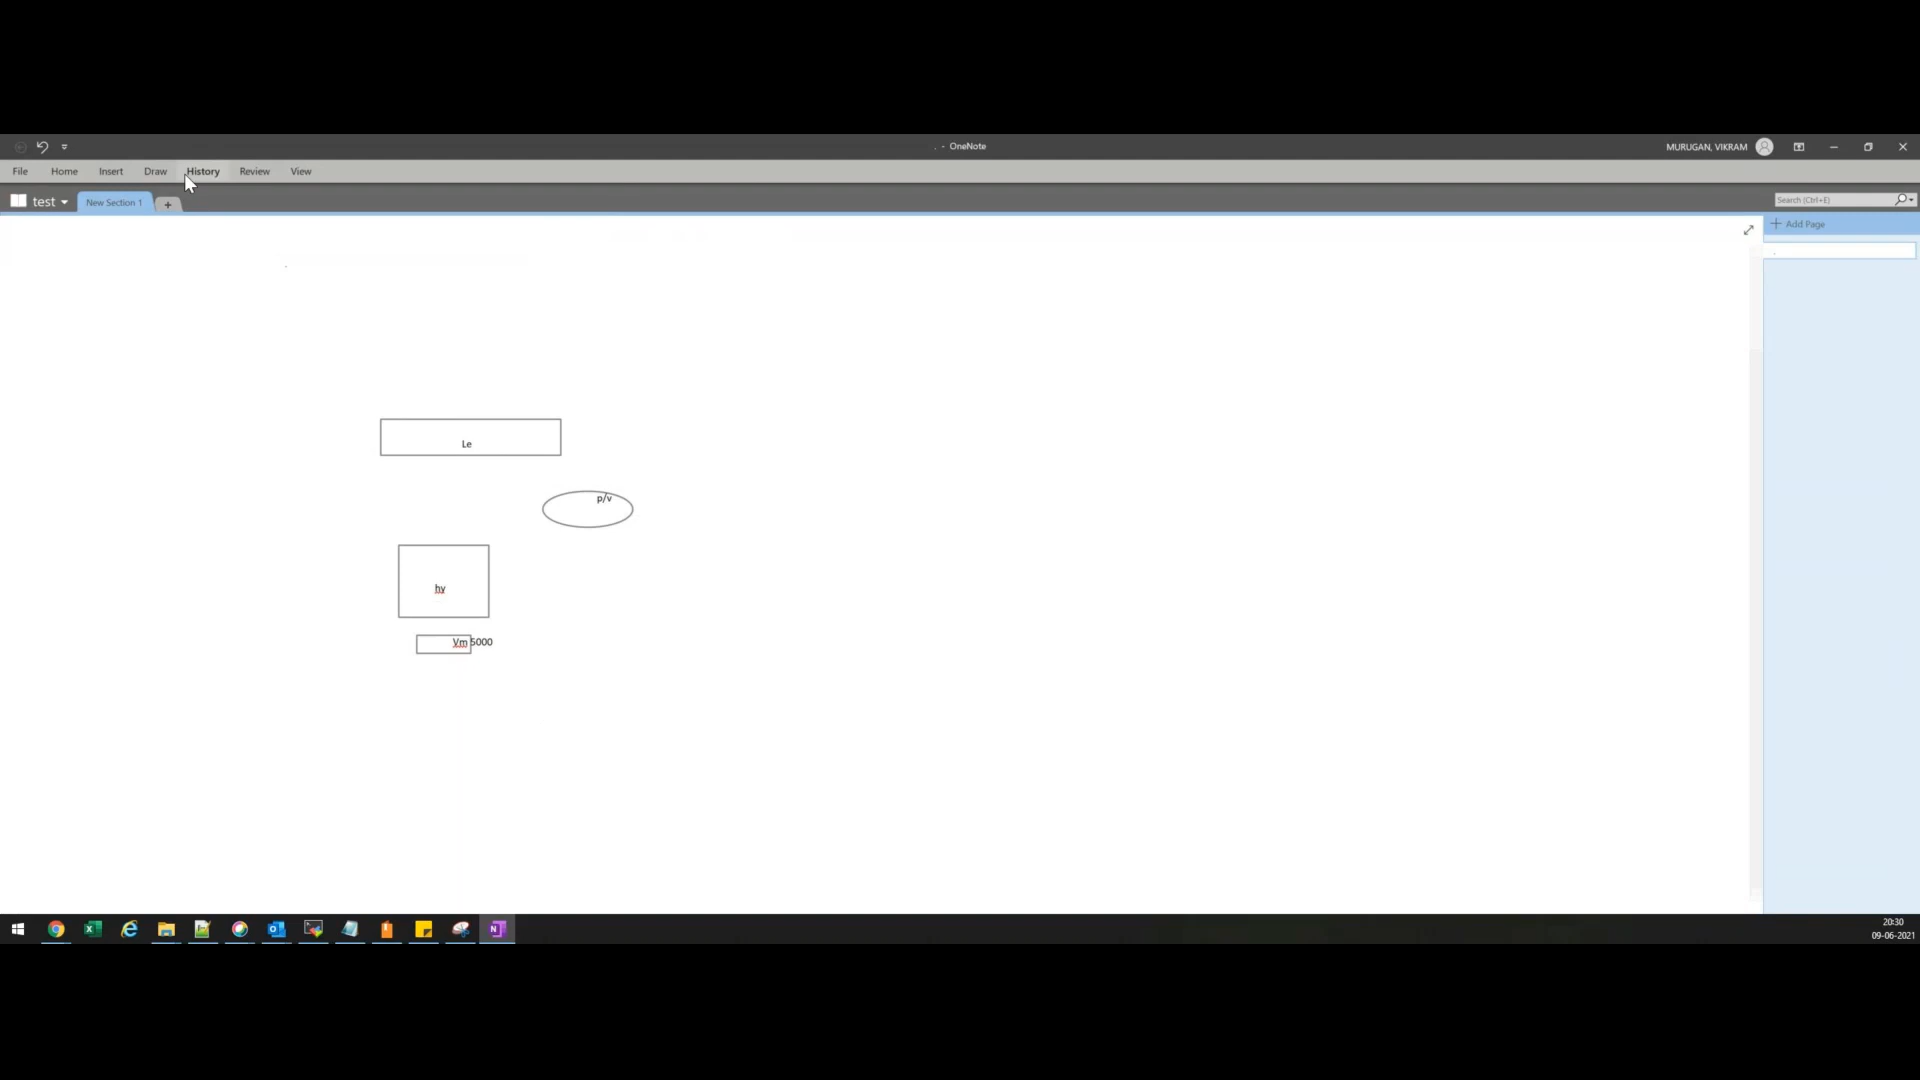 . - OneNote
MURUGAN, VIKRAM
File Home Insert Draw History Review View
test New Section 1 +
Search (Ctrl+E)
+ Add Page
Le
p/v
hy
Vm 5000
20:30
09-06-2021